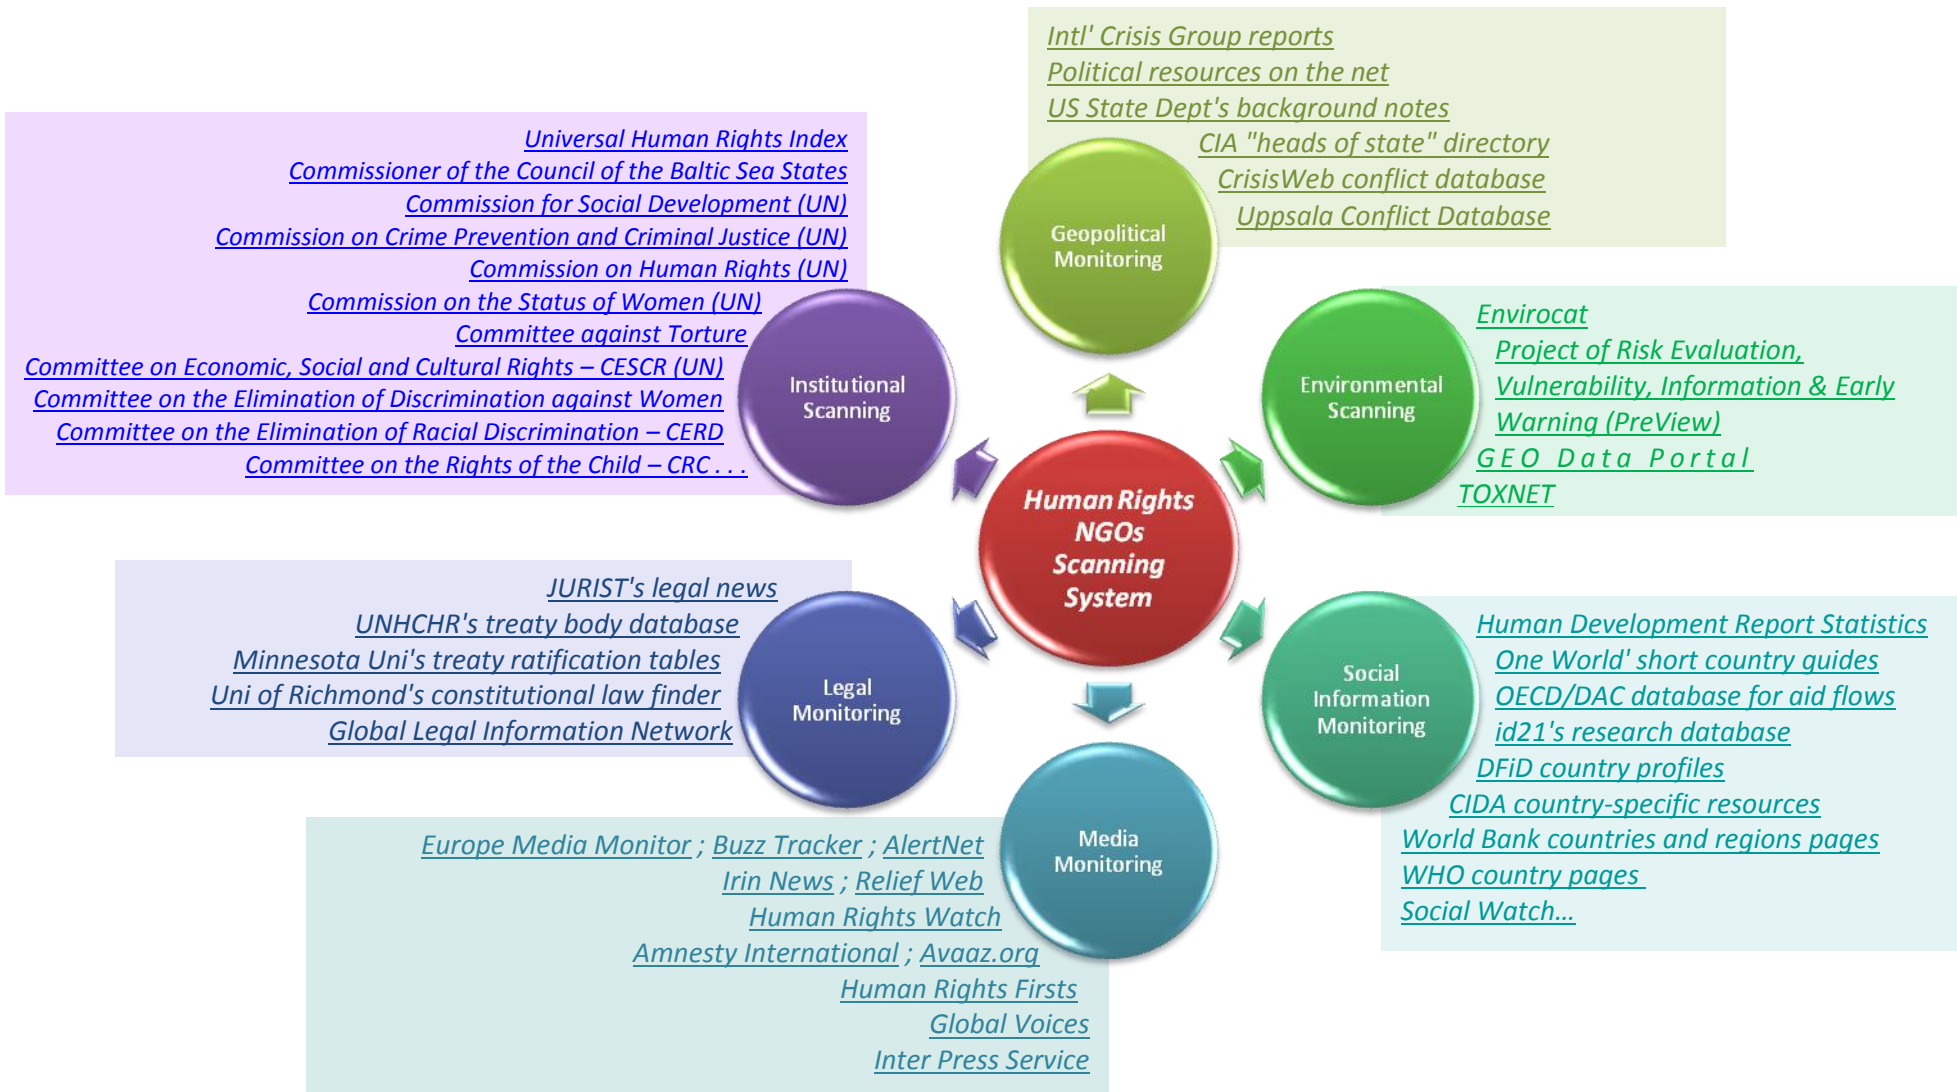 Intl' Crisis Group reports
Political resources on the net
US State Dept's background notes
CIA "heads of state" directory
CrisisWeb conflict database
Uppsala Conflict Database
Geopolitical
Monitoring
Universal Human Rights Index
Commissioner of the Council of the Baltic Sea States
Commission for Social Development (UN)
Commission on Crime Prevention and Criminal Justice (UN)
Commission on Human Rights (UN)
Commission on the Status of Women (UN)
Committee against Torture
Committee on Economic, Social and Cultural Rights – CESCR (UN)
Committee on the Elimination of Discrimination against Women
Committee on the Elimination of Racial Discrimination – CERD
Committee on the Rights of the Child – CRC . . .
Institutional
Scanning
Environmental
Scanning
Envirocat
Project of Risk Evaluation,
Vulnerability, Information & Early
Warning (PreView)
GEO Data Portal
TOXNET
Human Rights
NGOs
Scanning
System
JURIST's legal news
UNHCHR's treaty body database
Minnesota Uni's treaty ratification tables
Uni of Richmond's constitutional law finder
Global Legal Information Network
Legal
Monitoring
Social
Information
Monitoring
Human Development Report Statistics
One World' short country guides
OECD/DAC database for aid flows
id21's research database
DFiD country profiles
CIDA country-specific resources
World Bank countries and regions pages
WHO country pages
Social Watch…
Media
Monitoring
Europe Media Monitor ; Buzz Tracker ; AlertNet
Irin News ; Relief Web
Human Rights Watch
Amnesty International ; Avaaz.org
Human Rights Firsts
Global Voices
Inter Press Service